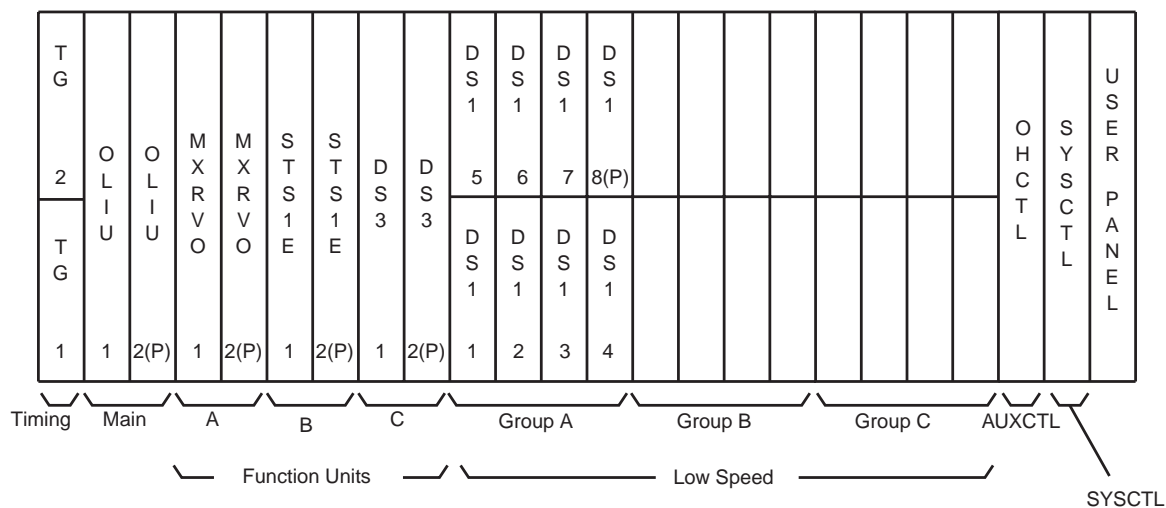 TG 2
TG 1
OLIU 1
OLIU 2(P)
MXRVO 1
MXRVO 2(P)
STS1E 1
STS1E 2(P)
DS3 1
DS3 2(P)
DS1 5
DS1 6
DS1 7
DS1 8(P)
DS1 1
DS1 2
DS1 3
DS1 4
OHCTL
SYSCTL
USER PANEL
Timing Main A B C Group A Group B Group C AUXCTL
Function Units Low Speed
SYSCTL